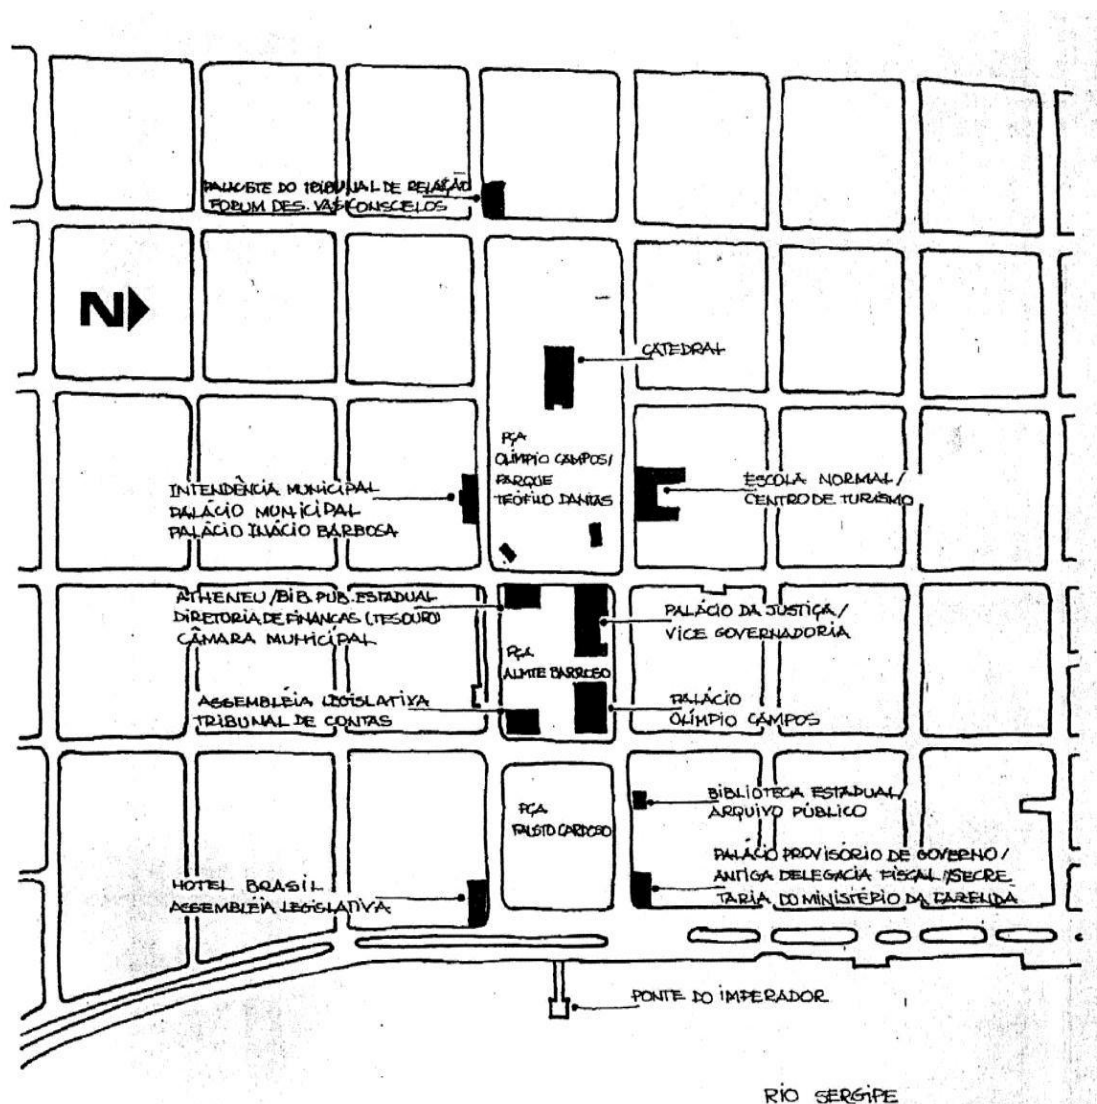 PALACETE DO TRIBUNAL DE RELAÇÃO
FORUM DES. VASCONSCELOS
N
CATEDRAL
PÇA
OLÍMPIO CAMPOS/
PARQUE
TEÓFILO DANTAS
INTENDÊNCIA MUNICIPAL
PALÁCIO MUNICIPAL
PALÁCIO INÁCIO BARBOSA
ESCOLA NORMAL/
CENTRO DE TURISMO
ATHENEU/BIB. PUB. ESTADUAL
DIRETORIA DE FINANCAS (TESOURO)
CÂMARA MUNICIPAL
PALÁCIO DA JUSTIÇA/
VICE GOVERNADORIA
PÇA
ALMTE BARROSO
ASSEMBLÉIA LEGISLATIVA
TRIBUNAL DE CONTAS
PALÁCIO
OLÍMPIO CAMPOS
BIBLIOTECA ESTADUAL/
ARQUIVO PÚBLICO
PÇA
FAUSTO CARDOSO
PALÁCIO PROVISÓRIO DE GOVERNO/
ANTIGA DELEGACIA FISCAL/SECRE
TARIA DO MINISTÉRIO DA FAZENDA
HOTEL BRASIL
ASSEMBLÉIA LEGISLATIVA
PONTE DO IMPERADOR
RIO SERGIPE